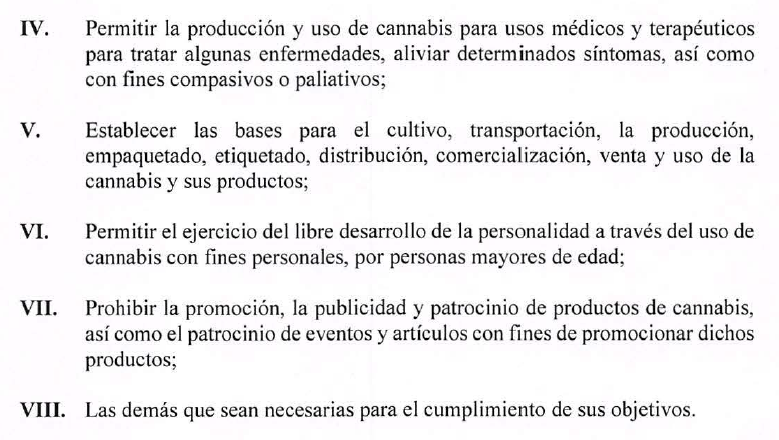 IV. Permitir la producción y uso de cannabis para usos médicos y terapéuticos
para tratar algunas enfermedades, aliviar determinados síntomas, así como
con fines compasivos o paliativos;
V. Establecer las bases para el cultivo, transportación, la producción,
empaquetado, etiquetado, distribución, comercialización, venta y uso de la
cannabis y sus productos;
VI. Permitir el ejercicio del libre desarrollo de la personalidad a través del uso de
cannabis con fines personales, por personas mayores de edad;
VII. Prohibir la promoción, la publicidad y patrocinio de productos de cannabis,
así como el patrocinio de eventos y artículos con fines de promocionar dichos
productos;
VIII. Las demás que sean necesarias para el cumplimiento de sus objetivos.